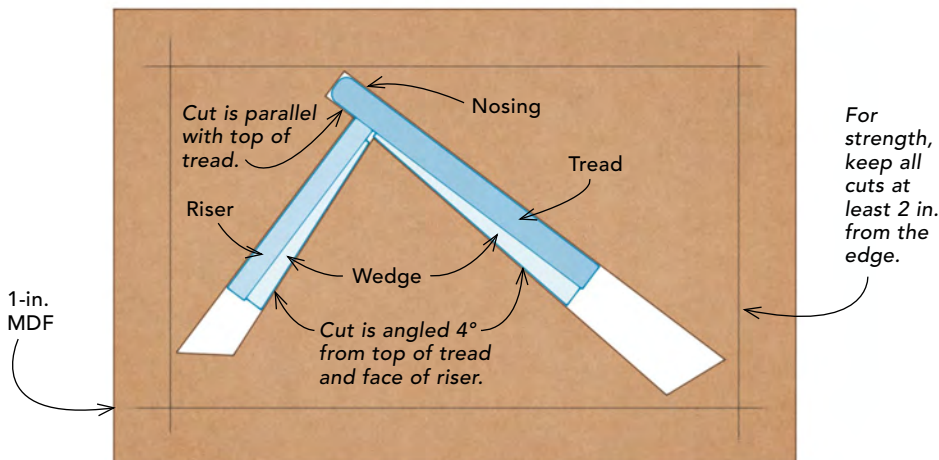 Nosing
Cut is parallel
with top of
tread.
For
strength,
keep all
cuts at
least 2 in.
from the
edge.
Tread
Riser
Wedge
1-in.
MDF
Cut is angled 4°
from top of tread
and face of riser.